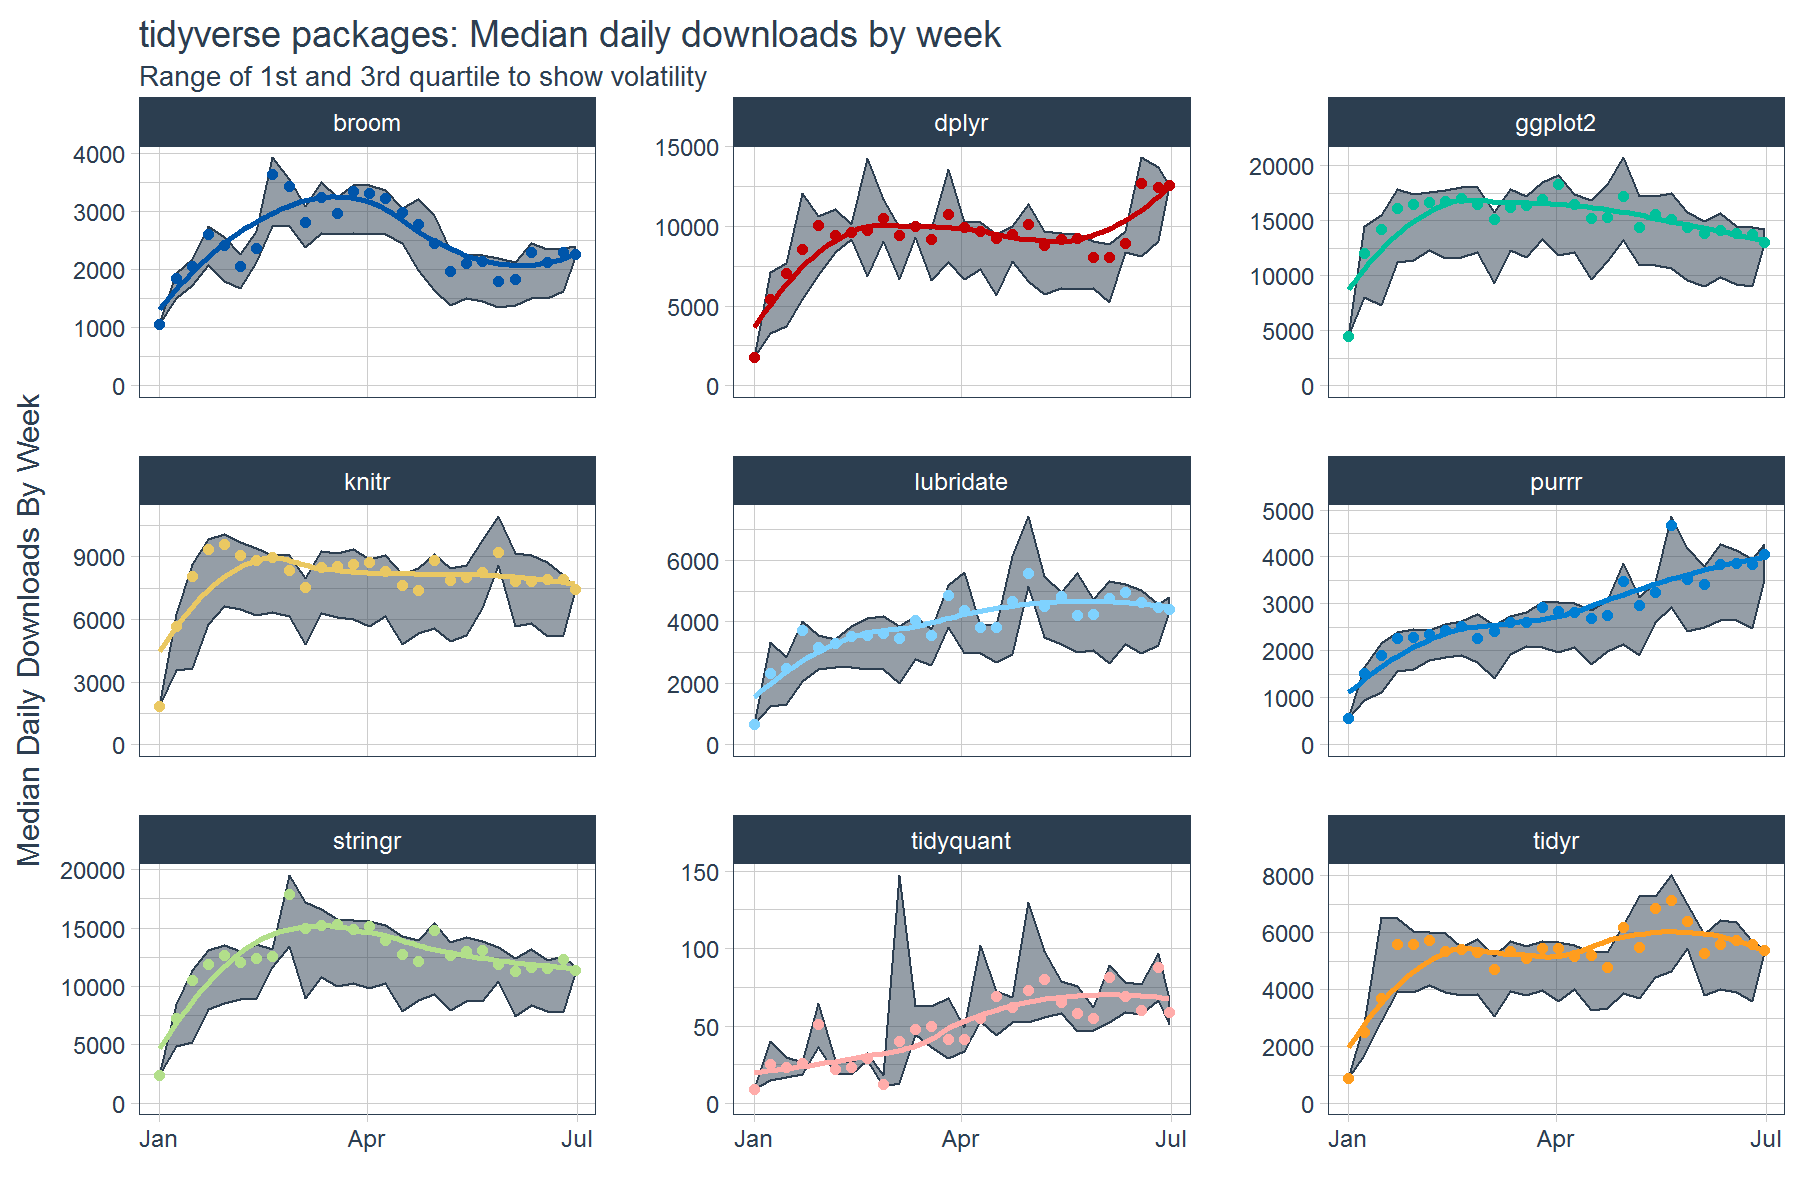 tidyverse packages: Median daily downloads by week
Range of 1st and 3rd quartile to show volatility
Median Daily Downloads By Week
broom
4000
3000
2000
1000
0
dplyr
15000
10000
5000
0
ggplot2
20000
15000
10000
5000
0
knitr
9000
6000
3000
0
lubridate
6000
4000
2000
0
purrr
5000
4000
3000
2000
1000
0
stringr
20000
15000
10000
5000
0
Jan Apr Jul
tidyquant
150
100
50
0
Jan Apr Jul
tidyr
8000
6000
4000
2000
0
Jan Apr Jul